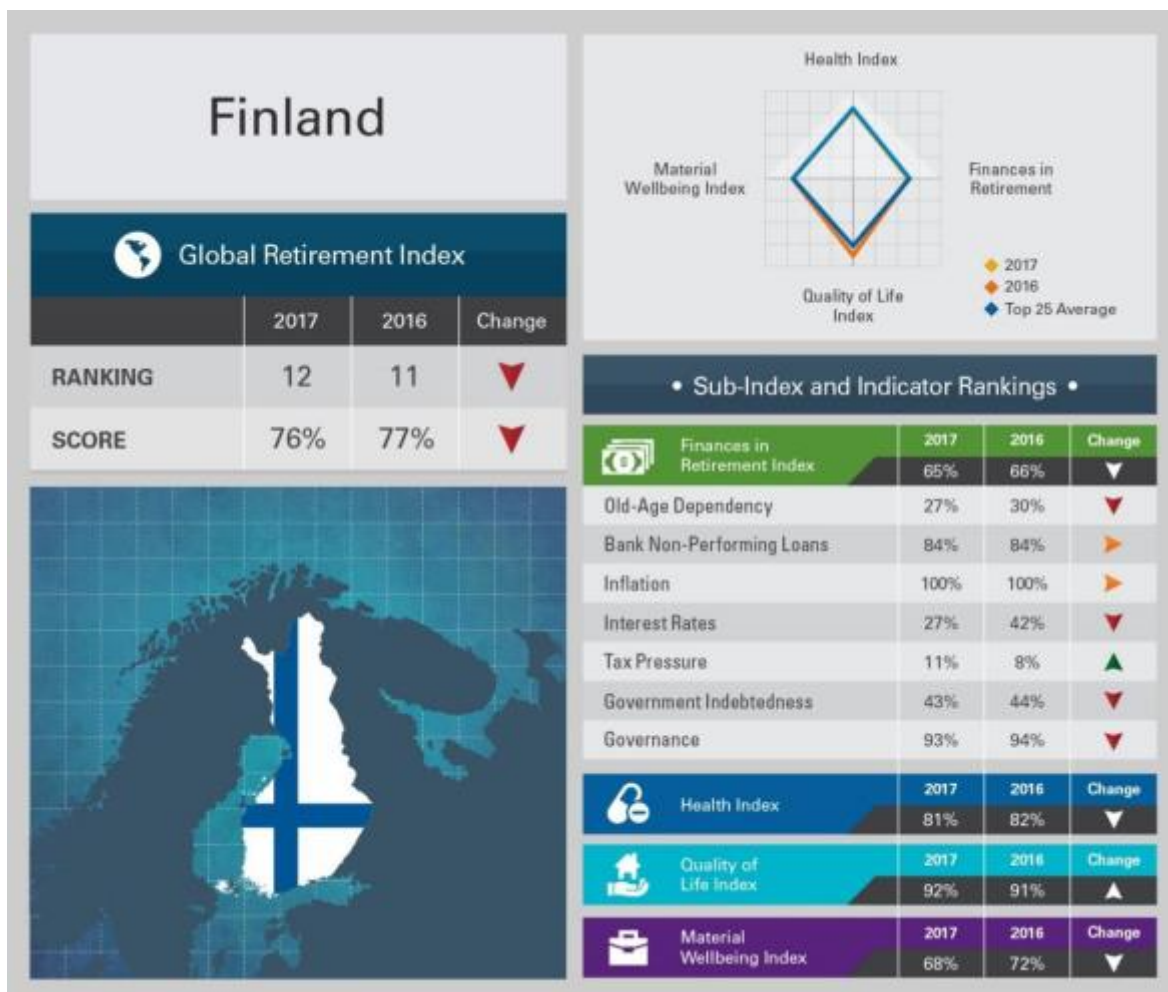 Finland
Global Retirement Index
2017 2016 Change
RANKING 12 11
SCORE 76% 77%
Health Index
Material
Wellbeing Index
Finances in
Retirement
Quality of Life
Index
2017
2016
Top 25 Average
• Sub-Index and Indicator Rankings •
Finances in
Retirement Index
2017 2016 Change
65% 66%
Old-Age Dependency 27% 30%
Bank Non-Performing Loans 84% 84%
Inflation 100% 100%
Interest Rates 27% 42%
Tax Pressure 11% 8%
Government Indebtedness 43% 44%
Governance 93% 94%
Health Index
2017 2016 Change
81% 82%
Quality of
Life Index
2017 2016 Change
92% 91%
Material
Wellbeing Index
2017 2016 Change
68% 72%